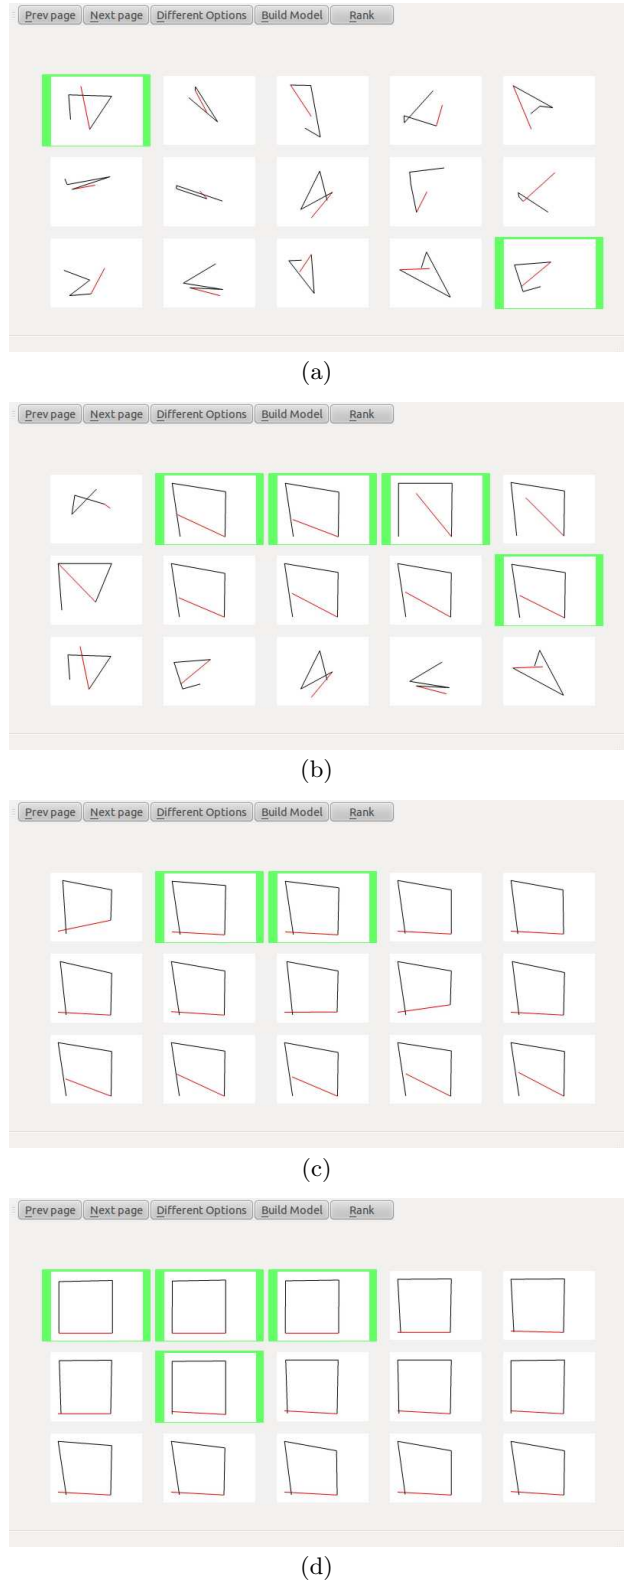 Prev page Next page Different Options Build Model Rank
(a)
Prev page Next page Different Options Build Model Rank
(b)
Prev page Next page Different Options Build Model Rank
(c)
Prev page Next page Different Options Build Model Rank
(d)